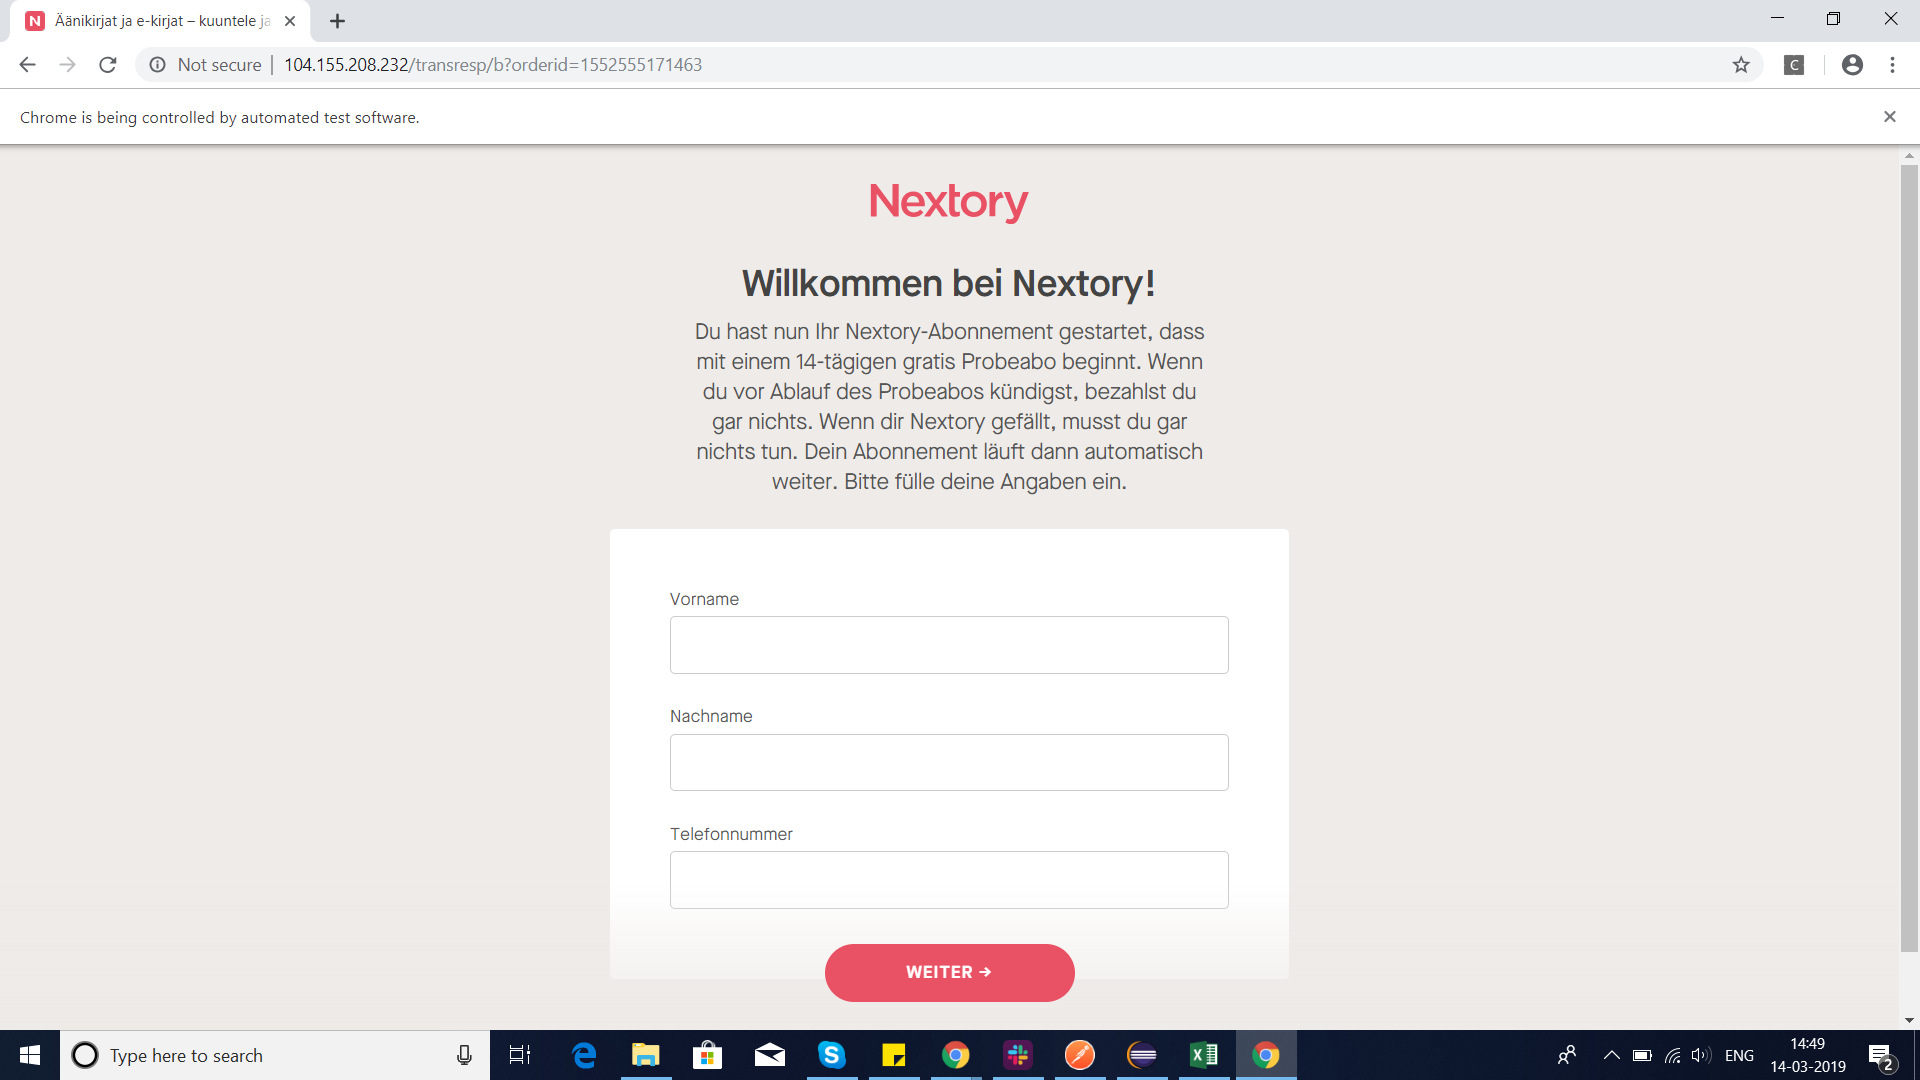 Äänikirjat ja e-kirjat – kuuntele ja
Not secure
104.155.208.232/transresp/b?orderid=1552555171463
C
Chrome is being controlled by automated test software.
Nextory
Willkommen bei Nextory!
Du hast nun Ihr Nextory-Abonnement gestartet, dass
mit einem 14-tägigen gratis Probeabo beginnt. Wenn
du vor Ablauf des Probeabos kündigst, bezahlst du
gar nichts. Wenn dir Nextory gefällt, musst du gar
nichts tun. Dein Abonnement läuft dann automatisch
weiter. Bitte fülle deine Angaben ein.
Vorname
Nachname
Telefonnummer
WEITER →
Type here to search
ENG
14:49
14-03-2019
2